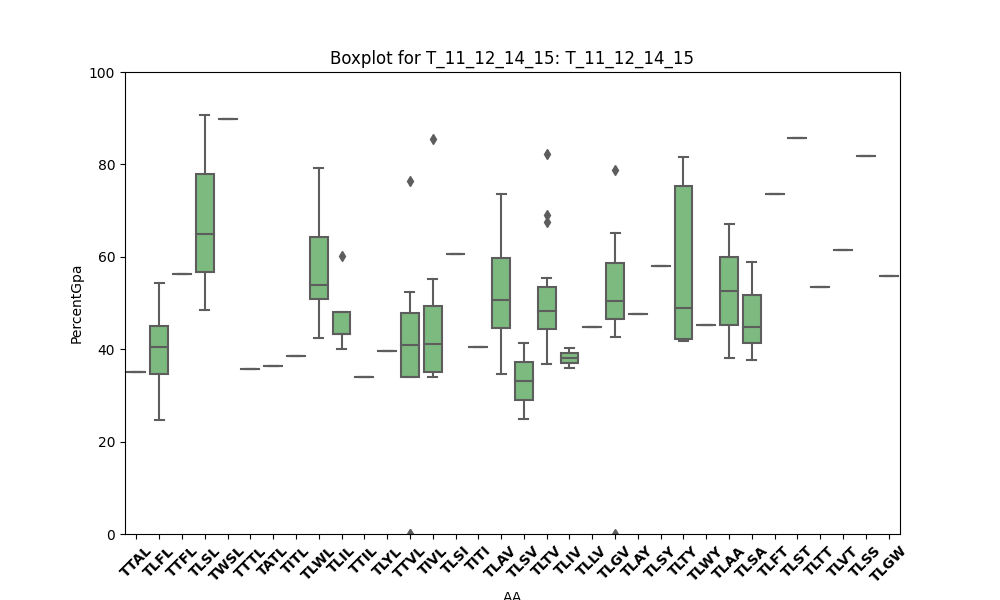 Boxplot for T_11_12_14_15: T_11_12_14_15
100
80
60
40
20
0
PercentGpa
TTAL TLFL TTFL TLSL TWSL TTTL TATL TITL TLWL TLIL TTIL TLYL TTVL TIVL TLSI TITI TLAV TLSV TLTV TLIV TLLV TLGV TLAY TLSY TLTY TLWY TLAA TLSA TLFT TLST TLTT TLVT TLSS TLGW
AA